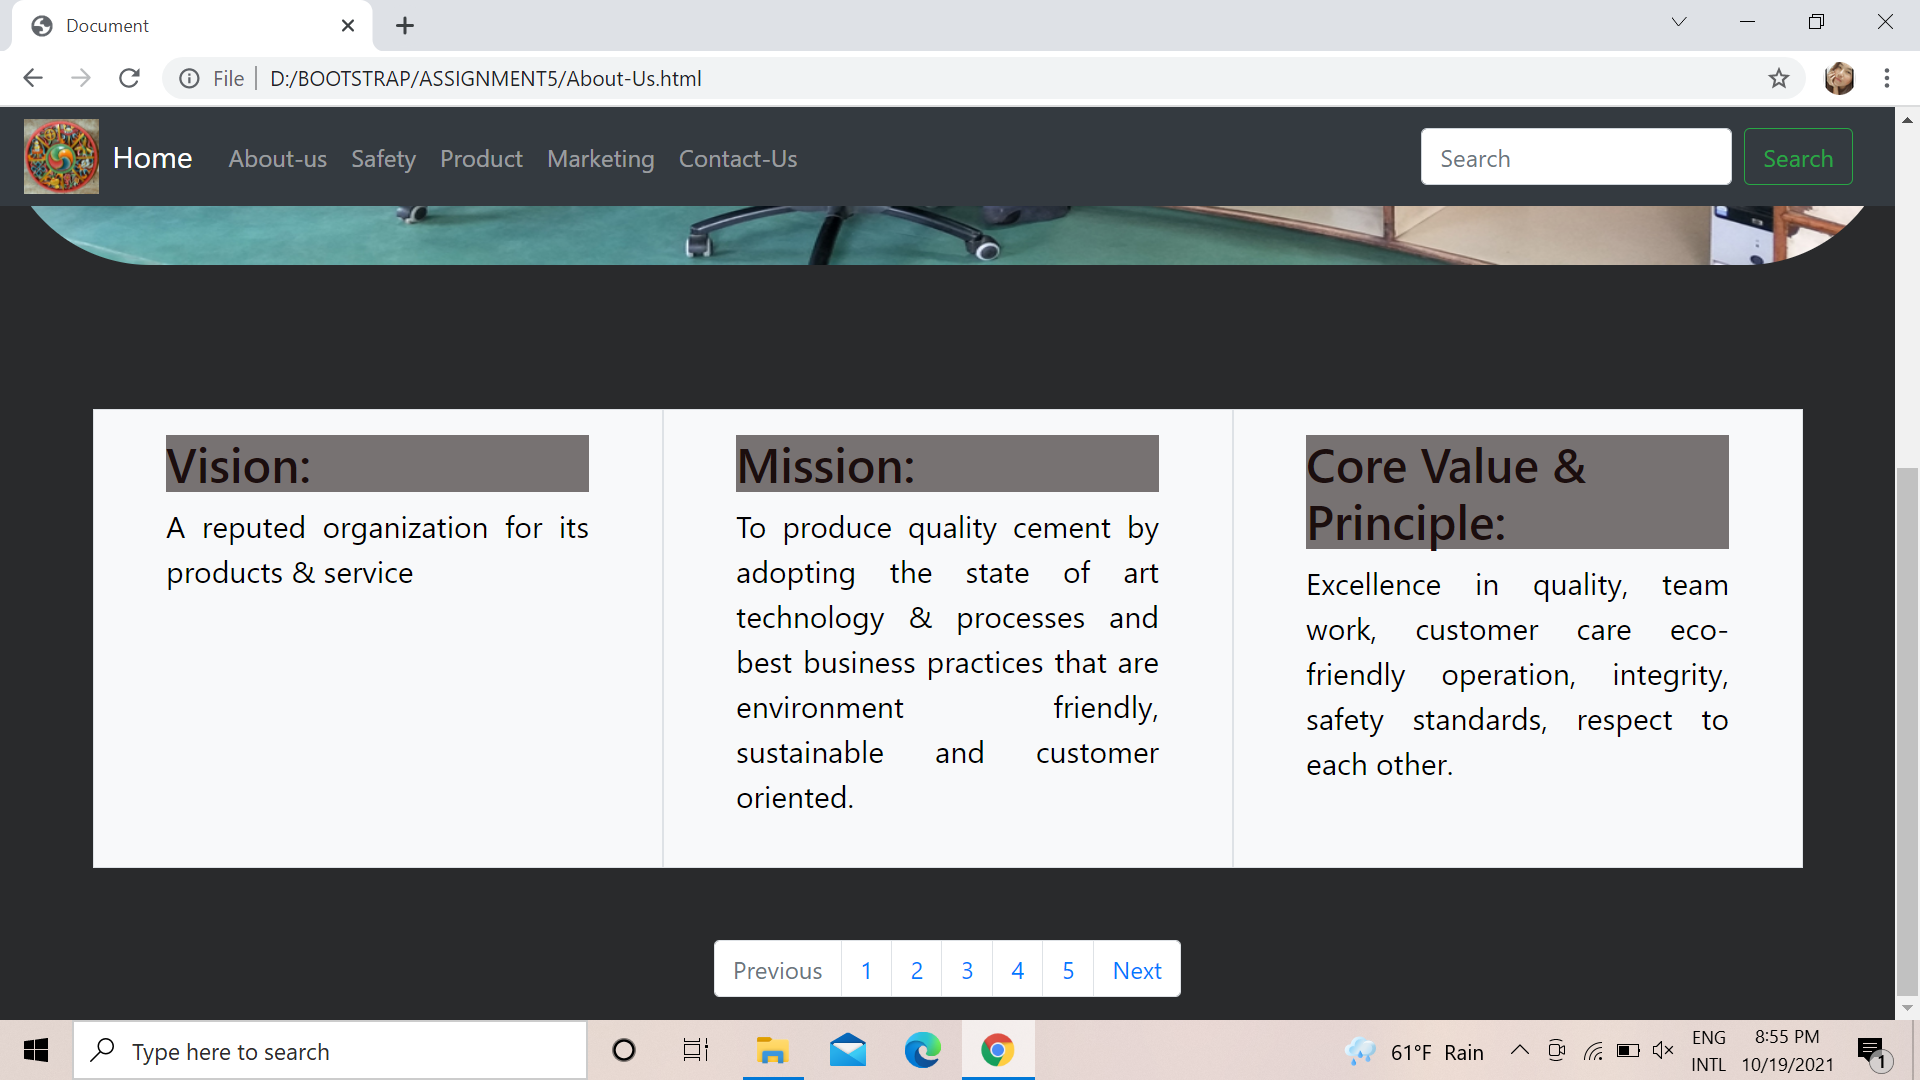 Document
File
D:/BOOTSTRAP/ASSIGNMENT5/About-Us.html
Home About-us Safety Product Marketing Contact-Us
Search
Search
Vision:
A reputed organization for its
products & service
Mission:
To produce quality cement by
adopting the state of art
technology & processes and
best business practices that are
environment friendly,
sustainable and customer
oriented.
Core Value &
Principle:
Excellence in quality, team
work, customer care eco-
friendly operation, integrity,
safety standards, respect to
each other.
Previous 1 2 3 4 5 Next
Type here to search
61°F Rain
ENG
INTL
8:55 PM
10/19/2021
1